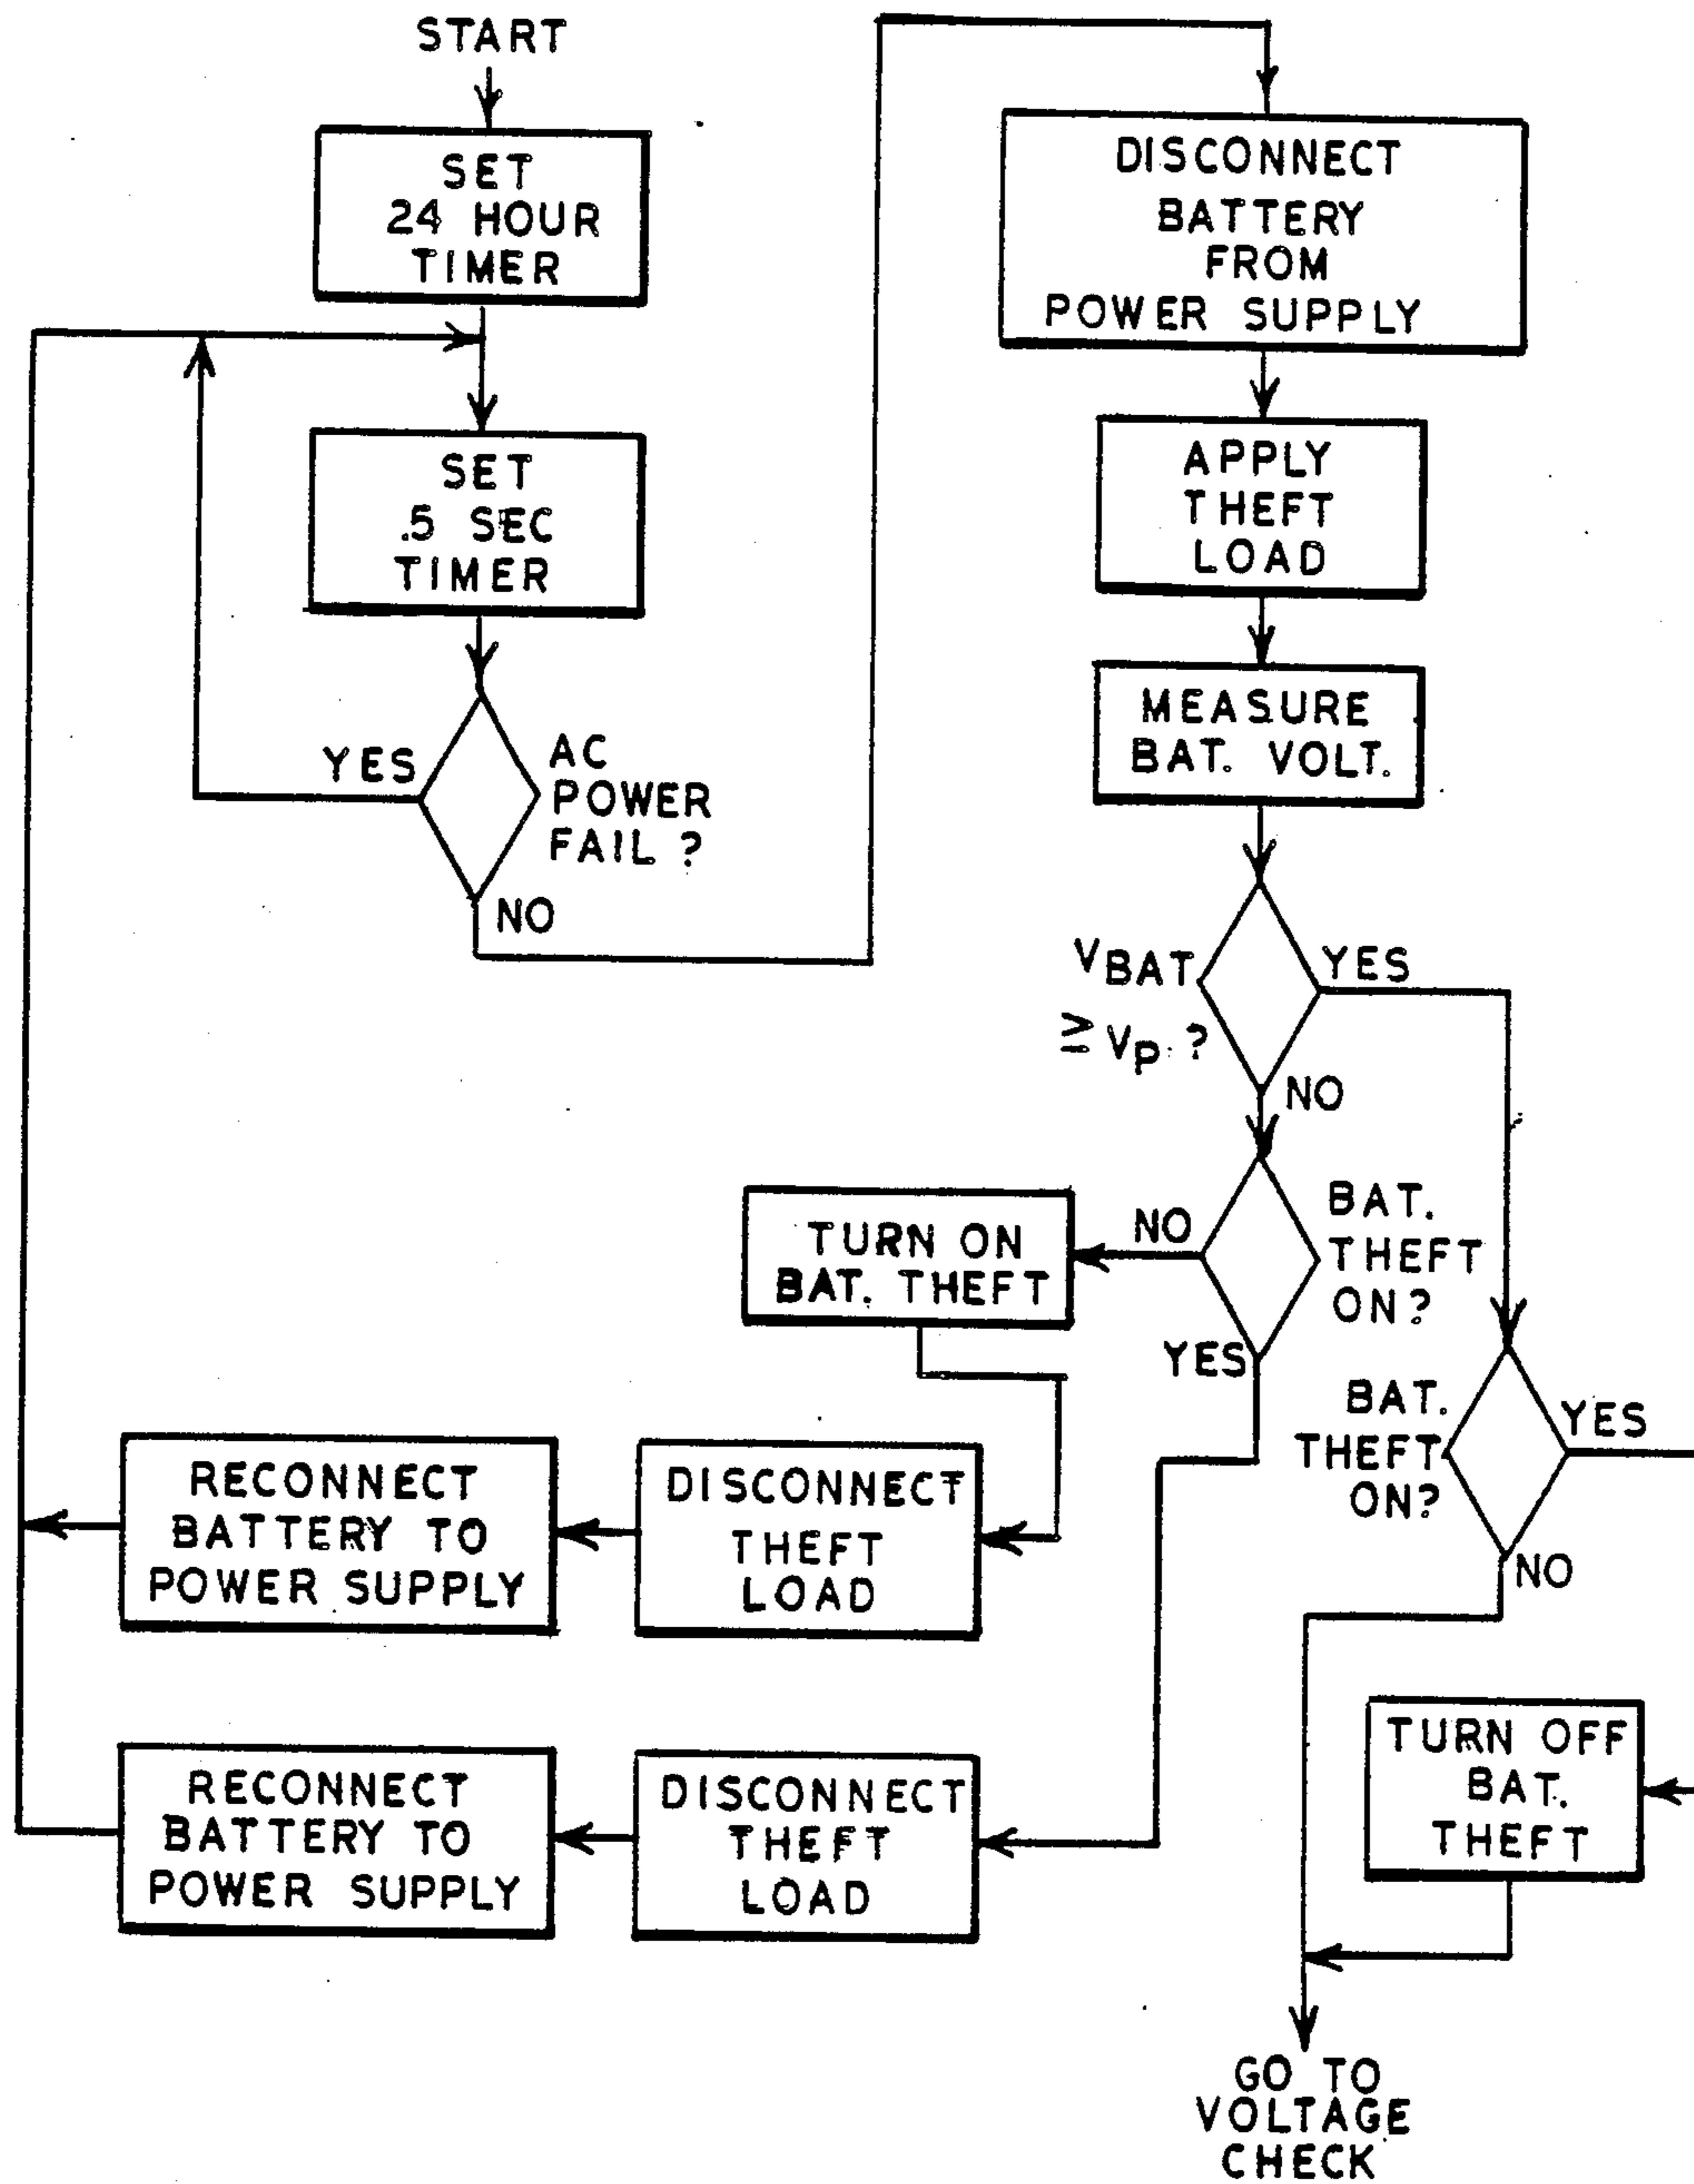 START
SET
24 HOUR
TIMER
SET
.5 SEC
TIMER
YES
AC
POWER
FAIL ?
NO
DISCONNECT
BATTERY
FROM
POWER SUPPLY
APPLY
THEFT
LOAD
MEASURE
BAT. VOLT.
VBAT
≥ VP ?
YES
NO
BAT.
THEFT
ON?
NO
YES
TURN ON
BAT. THEFT
BAT.
THEFT
ON?
YES
NO
RECONNECT
BATTERY TO
POWER SUPPLY
DISCONNECT
THEFT
LOAD
RECONNECT
BATTERY TO
POWER SUPPLY
DISCONNECT
THEFT
LOAD
TURN OFF
BAT.
THEFT
GO TO
VOLTAGE
CHECK